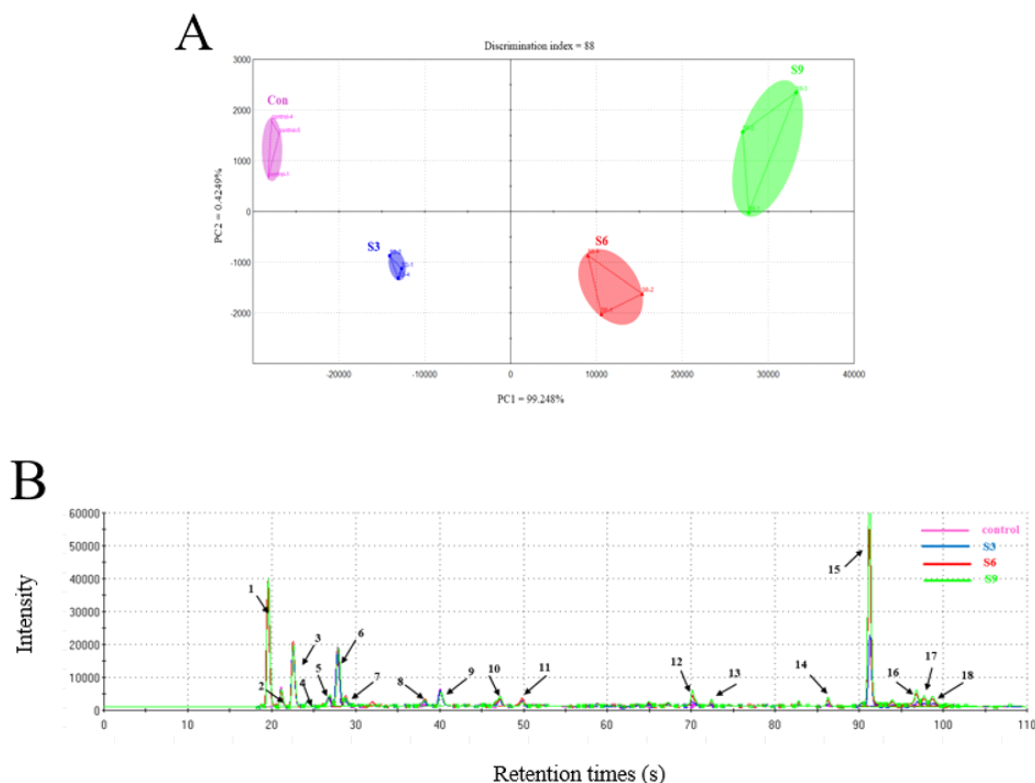 A
Discrimination index = 88
3000
2000
1000
0
-1000
-2000
PC2 = 0.4249%
Con
S3
S6
S9
-20000 -10000 0 10000 20000 30000 40000
PC1 = 99.248%
B
60000
50000
40000
30000
20000
10000
0
Intensity
control
S3
S6
S9
1
2
3
4
5
6
7
8
9
10
11
12
13
14
15
16
17
18
0 10 20 30 40 50 60 70 80 90 100 110
Retention times (s)